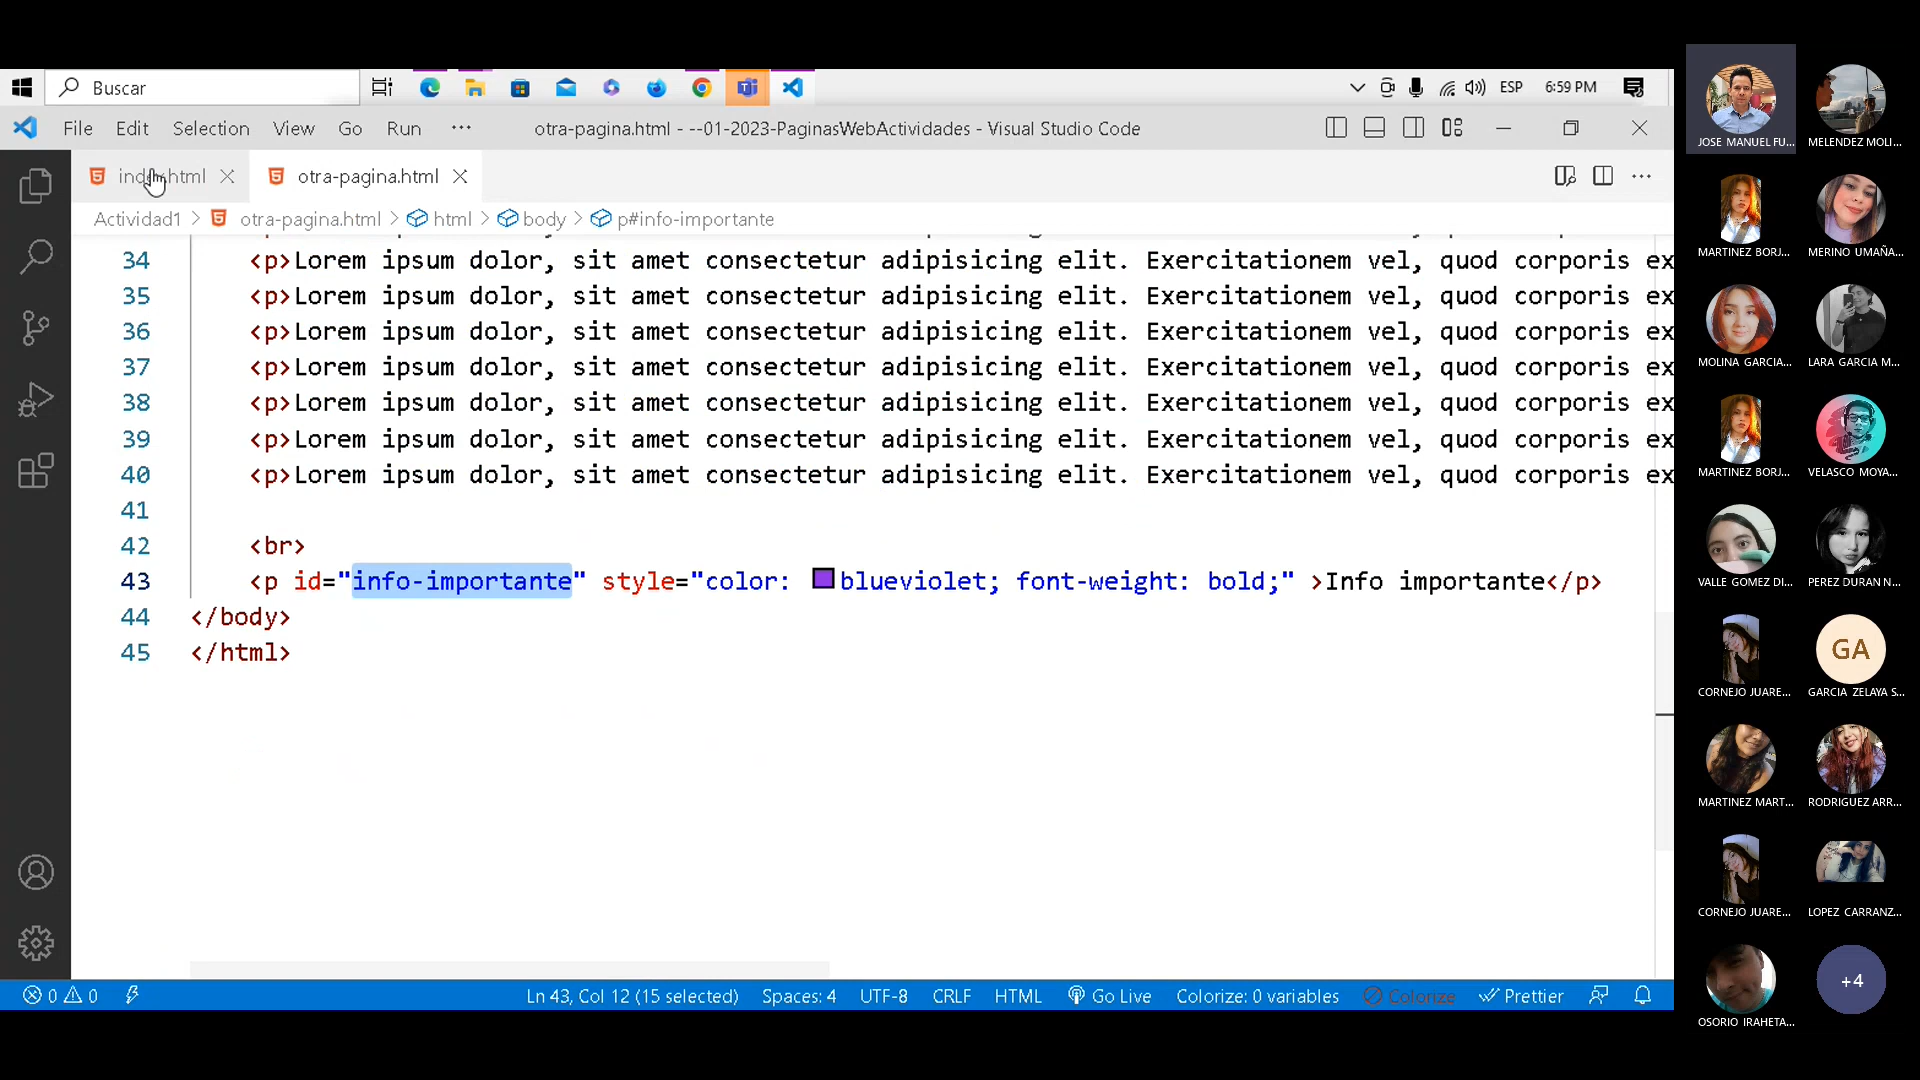 Buscar
ESP
6:59 PM
File Edit Selection View Go Run ··· otra-pagina.html - --01-2023-PaginasWebActividades - Visual Studio Code
index.html otra-pagina.html
Actividad1 > otra-pagina.html > html > body > p#info-importante
34 <p>Lorem ipsum dolor, sit amet consectetur adipisicing elit. Exercitationem vel, quod corporis ex
35 <p>Lorem ipsum dolor, sit amet consectetur adipisicing elit. Exercitationem vel, quod corporis ex
36 <p>Lorem ipsum dolor, sit amet consectetur adipisicing elit. Exercitationem vel, quod corporis ex
37 <p>Lorem ipsum dolor, sit amet consectetur adipisicing elit. Exercitationem vel, quod corporis ex
38 <p>Lorem ipsum dolor, sit amet consectetur adipisicing elit. Exercitationem vel, quod corporis ex
39 <p>Lorem ipsum dolor, sit amet consectetur adipisicing elit. Exercitationem vel, quod corporis ex
40 <p>Lorem ipsum dolor, sit amet consectetur adipisicing elit. Exercitationem vel, quod corporis ex
41
42 <br>
43 <p id="info-importante" style="color: blueviolet; font-weight: bold;" >Info importante</p>
44 </body>
45 </html>
0 0 Ln 43, Col 12 (15 selected) Spaces: 4 UTF-8 CRLF HTML Go Live Colorize: 0 variables Colorize Prettier
JOSE MANUEL FU... MELENDEZ MOLI...
MARTINEZ BORJ... MERINO UMAÑA...
MOLINA GARCIA... LARA GARCIA M...
MARTINEZ BORJ... VELASCO MOYA...
VALLE GOMEZ DI... PEREZ DURAN N...
GA
CORNEJO JUARE... GARCIA ZELAYA S...
MARTINEZ MART... RODRIGUEZ ARR...
CORNEJO JUARE... LOPEZ CARRANZ...
+4
OSORIO IRAHETA...